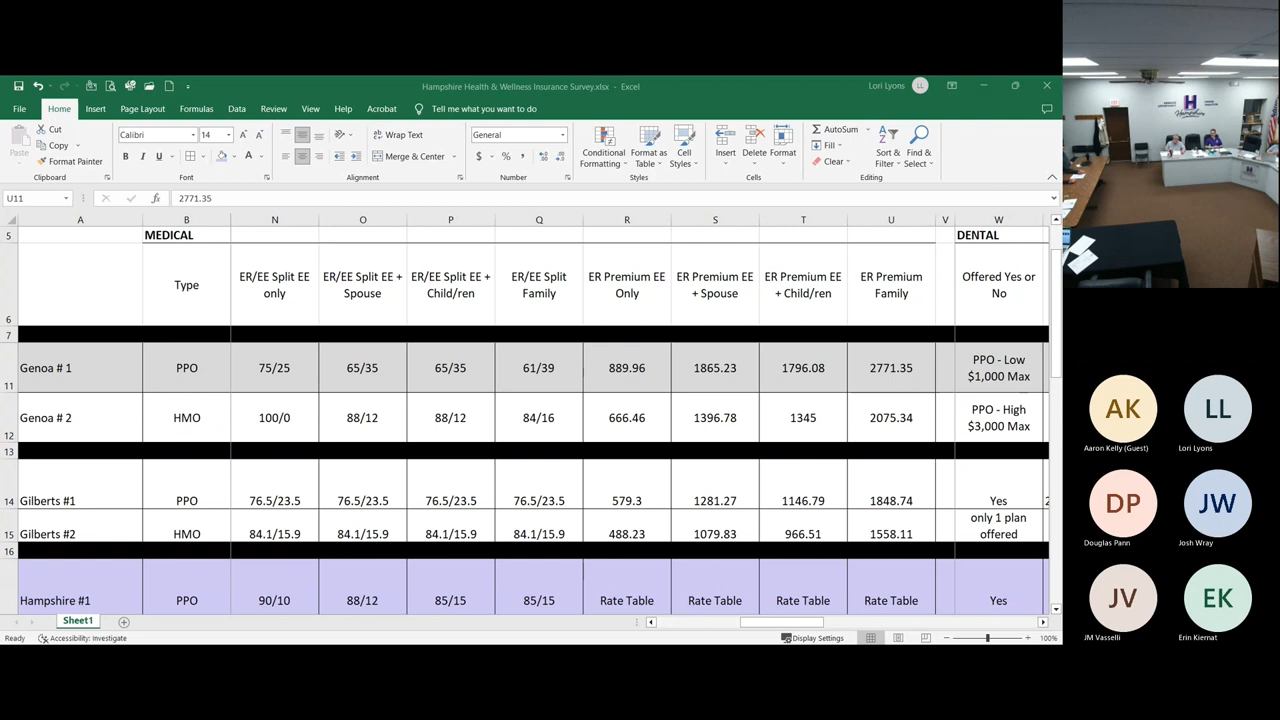 Hampshire Health & Wellness Insurance Survey.xlsx - Excel
Lori Lyons LL
File Home Insert Page Layout Formulas Data Review View Help Acrobat Tell me what you want to do
Paste
Cut
Copy
Format Painter
Clipboard
Calibri 14
B I U
Font
Wrap Text
Merge & Center
Alignment
General
$ % ,
Number
Conditional Formatting
Format as Table
Cell Styles
Styles
Insert Delete Format
Cells
AutoSum
Fill
Clear
Sort & Filter
Find & Select
Editing
U11 fx 2771.35
A B N O P Q R S T U V W
5 MEDICAL DENTAL
6 Type ER/EE Split EE only ER/EE Split EE + Spouse ER/EE Split EE + Child/ren ER/EE Split Family ER Premium EE Only ER Premium EE + Spouse ER Premium EE + Child/ren ER Premium Family Offered Yes or No
7
11 Genoa # 1 PPO 75/25 65/35 65/35 61/39 889.96 1865.23 1796.08 2771.35 PPO - Low $1,000 Max
12 Genoa # 2 HMO 100/0 88/12 88/12 84/16 666.46 1396.78 1345 2075.34 PPO - High $3,000 Max
13
14 Gilberts #1 PPO 76.5/23.5 76.5/23.5 76.5/23.5 76.5/23.5 579.3 1281.27 1146.79 1848.74 Yes 2
15 Gilberts #2 HMO 84.1/15.9 84.1/15.9 84.1/15.9 84.1/15.9 488.23 1079.83 966.51 1558.11 only 1 plan offered
16
Hampshire #1 PPO 90/10 88/12 85/15 85/15 Rate Table Rate Table Rate Table Rate Table Yes
Sheet1
Ready Accessibility: Investigate Display Settings 100%
H
Hampshire
AK
Aaron Kelly (Guest)
LL
Lori Lyons
DP
Douglas Pann
JW
Josh Wray
JV
JM Vasselli
EK
Erin Kiernat